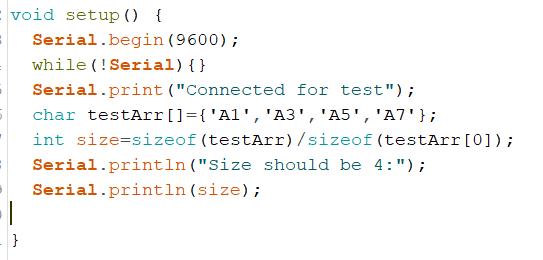 void setup() {
Serial.begin(9600);
while(!Serial){}
Serial.print("Connected for test");
char testArr[]={'A1','A3','A5','A7'};
int size=sizeof(testArr)/sizeof(testArr[0]);
Serial.println("Size should be 4:");
Serial.println(size);
}